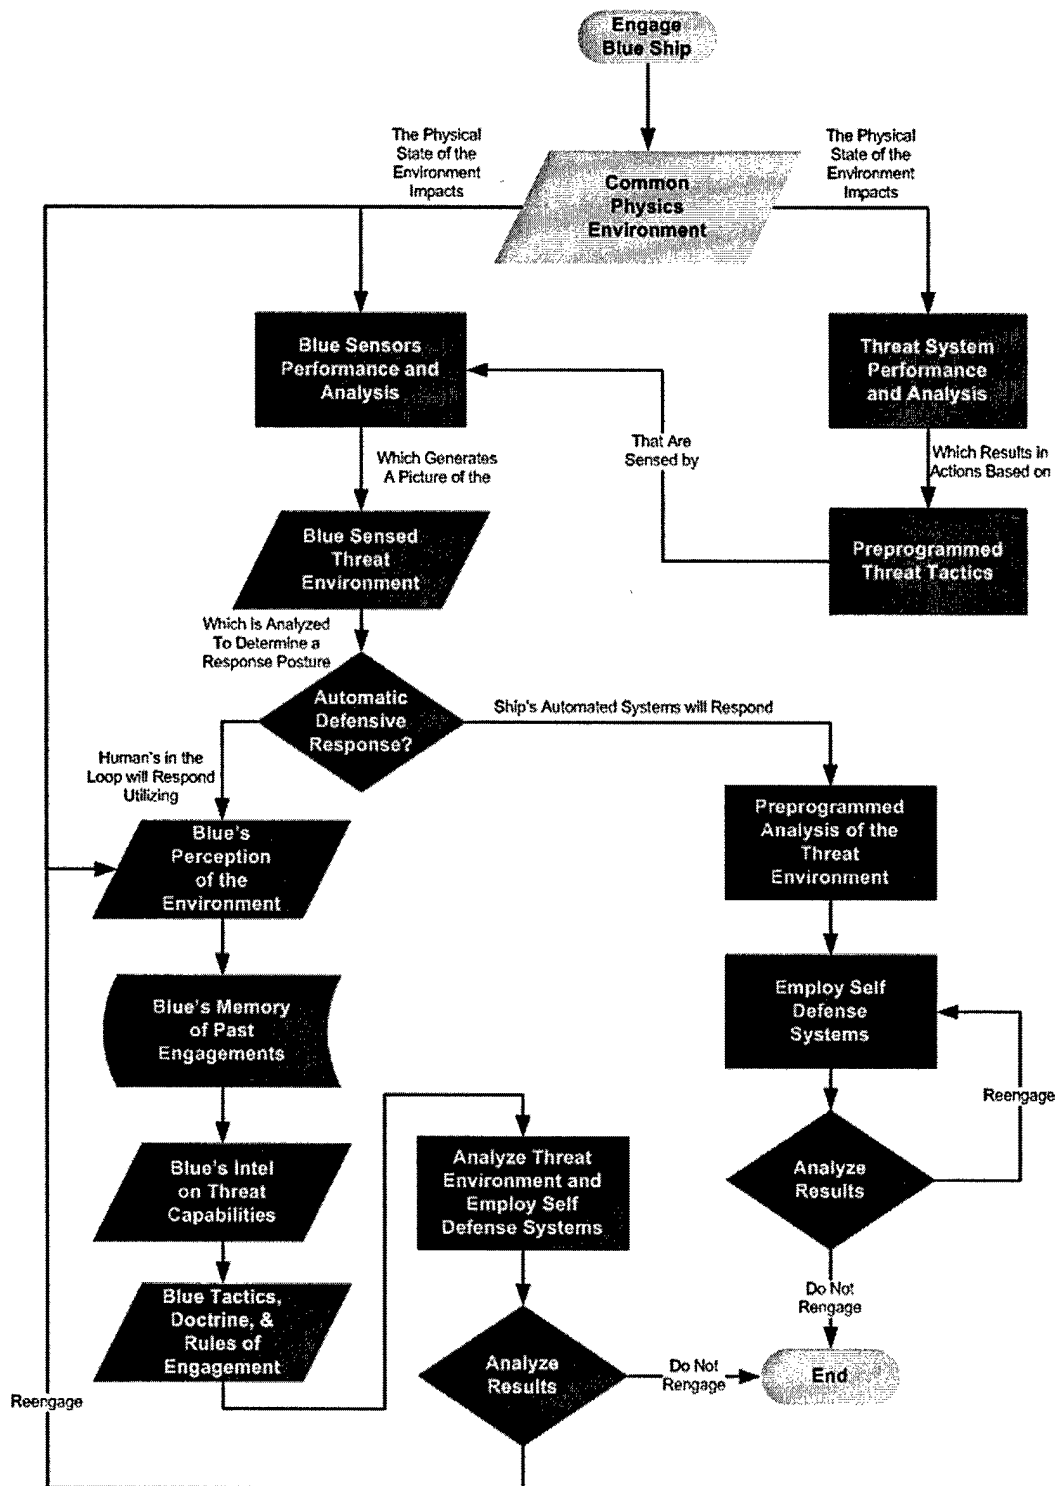 Engage
Blue Ship
The Physical
State of the
Environment
Impacts
The Physical
State of the
Environment
Impacts
Common
Physics
Environment
Blue Sensors
Performance and
Analysis
Threat System
Performance
and Analysis
That Are
Sensed by
Which Generates
A Picture of the
Which Results in
Actions Based on
Blue Sensed
Threat
Environment
Preprogrammed
Threat Tactics
Which is Analyzed
To Determine a
Response Posture
Automatic
Defensive
Response?
Ship's Automated Systems will Respond
Human's in the
Loop will Respond
Utilizing
Blue's
Perception
of the
Environment
Preprogrammed
Analysis of the
Threat
Environment
Blue's Memory
of Past
Engagements
Employ Self
Defense
Systems
Reengage
Blue's Intel
on Threat
Capabilities
Analyze Threat
Environment and
Employ Self
Defense Systems
Analyze
Results
Blue Tactics,
Doctrine, &
Rules of
Engagement
Do Not
Rengage
Analyze
Results
Do Not
Rengage
End
Reengage